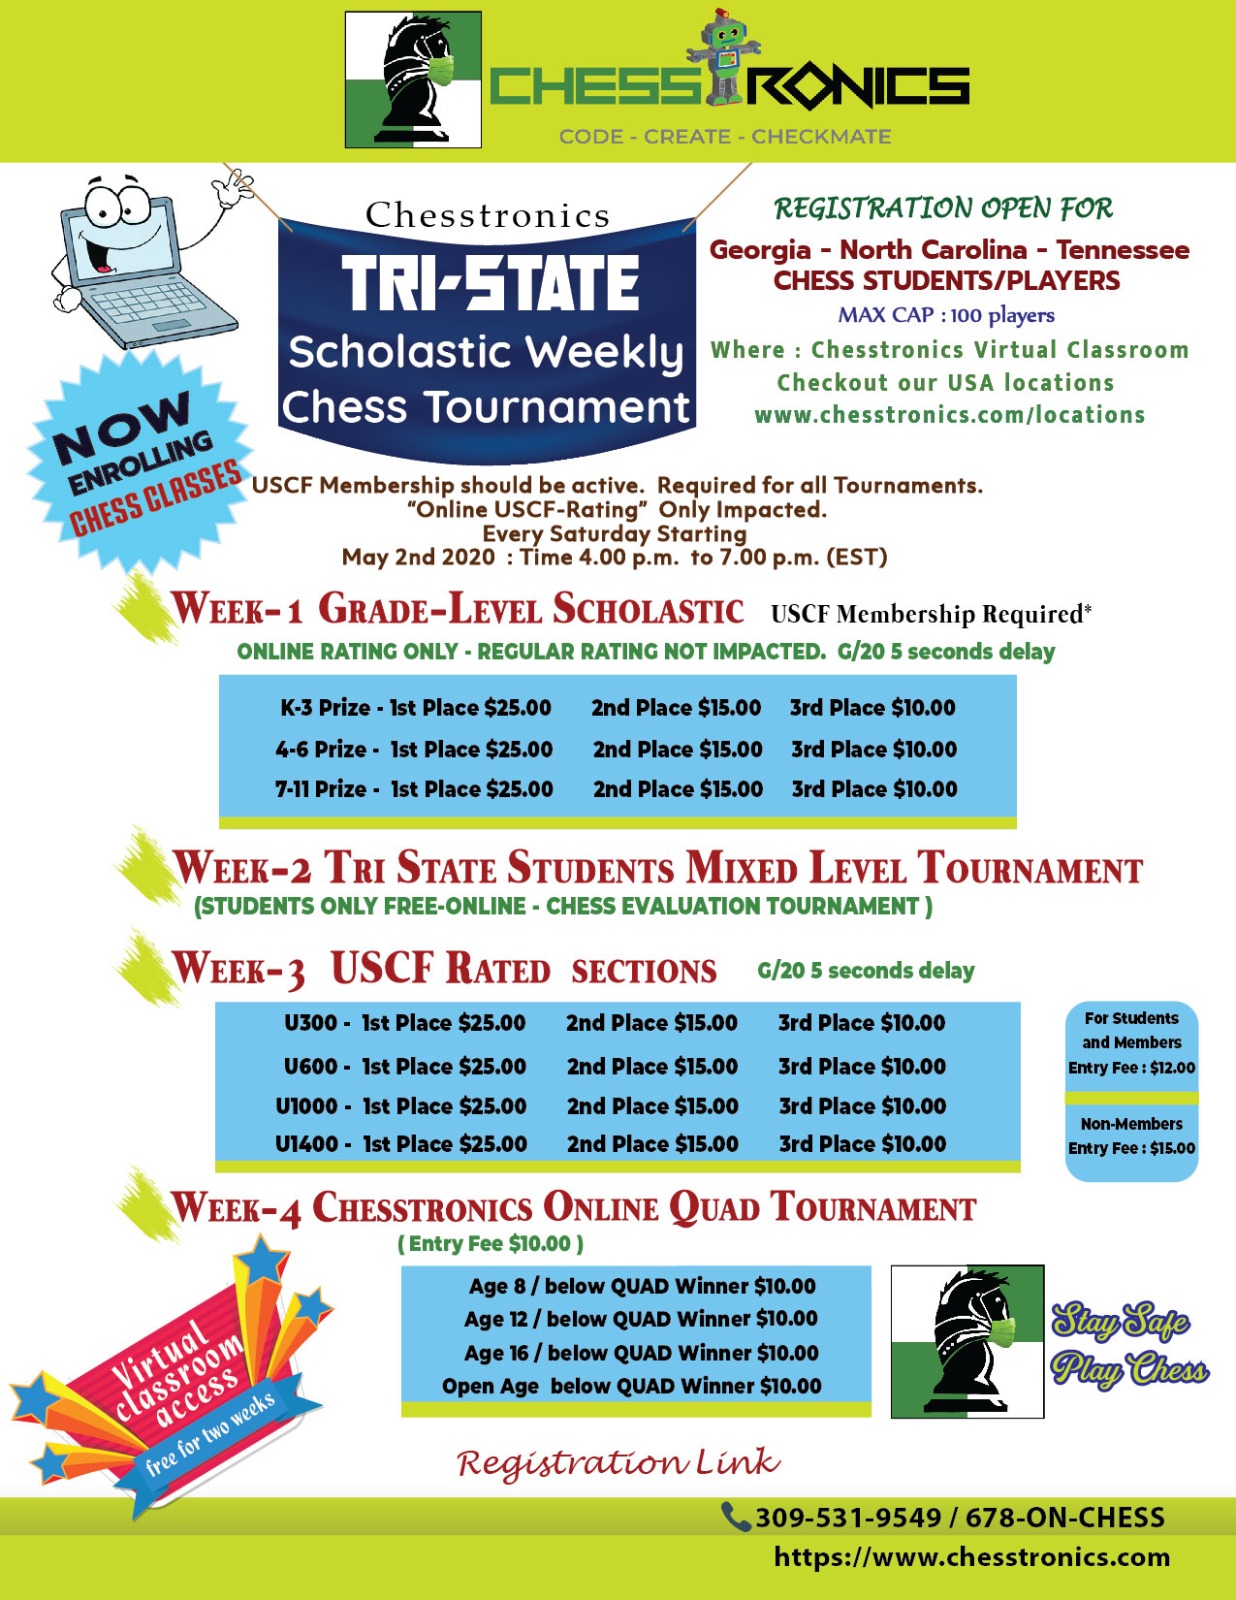 CHESSTRONICS
CODE - CREATE - CHECKMATE
Chesstronics
TRI-STATE
Scholastic Weekly
Chess Tournament
REGISTRATION OPEN FOR
Georgia - North Carolina - Tennessee
CHESS STUDENTS/PLAYERS
MAX CAP : 100 players
Where : Chesstronics Virtual Classroom
Checkout our USA locations
www.chesstronics.com/locations
NOW
ENROLLING
CHESS CLASSES
USCF Membership should be active. Required for all Tournaments.
“Online USCF-Rating” Only Impacted.
Every Saturday Starting
May 2nd 2020 : Time 4.00 p.m. to 7.00 p.m. (EST)
WEEK-1 GRADE-LEVEL SCHOLASTIC USCF Membership Required*
ONLINE RATING ONLY - REGULAR RATING NOT IMPACTED. G/20 5 seconds delay
K-3 Prize - 1st Place $25.00 2nd Place $15.00 3rd Place $10.00
4-6 Prize - 1st Place $25.00 2nd Place $15.00 3rd Place $10.00
7-11 Prize - 1st Place $25.00 2nd Place $15.00 3rd Place $10.00
WEEK-2 TRI STATE STUDENTS MIXED LEVEL TOURNAMENT
(STUDENTS ONLY FREE-ONLINE - CHESS EVALUATION TOURNAMENT )
WEEK-3 USCF RATED SECTIONS G/20 5 seconds delay
U300 - 1st Place $25.00 2nd Place $15.00 3rd Place $10.00
U600 - 1st Place $25.00 2nd Place $15.00 3rd Place $10.00
U1000 - 1st Place $25.00 2nd Place $15.00 3rd Place $10.00
U1400 - 1st Place $25.00 2nd Place $15.00 3rd Place $10.00
For Students
and Members
Entry Fee : $12.00
Non-Members
Entry Fee : $15.00
WEEK-4 CHESSTRONICS ONLINE QUAD TOURNAMENT
( Entry Fee $10.00 )
Age 8 / below QUAD Winner $10.00
Age 12 / below QUAD Winner $10.00
Age 16 / below QUAD Winner $10.00
Open Age below QUAD Winner $10.00
Virtual
classroom
access
free for two weeks
Stay Safe
Play Chess
Registration Link
309-531-9549 / 678-ON-CHESS
https://www.chesstronics.com